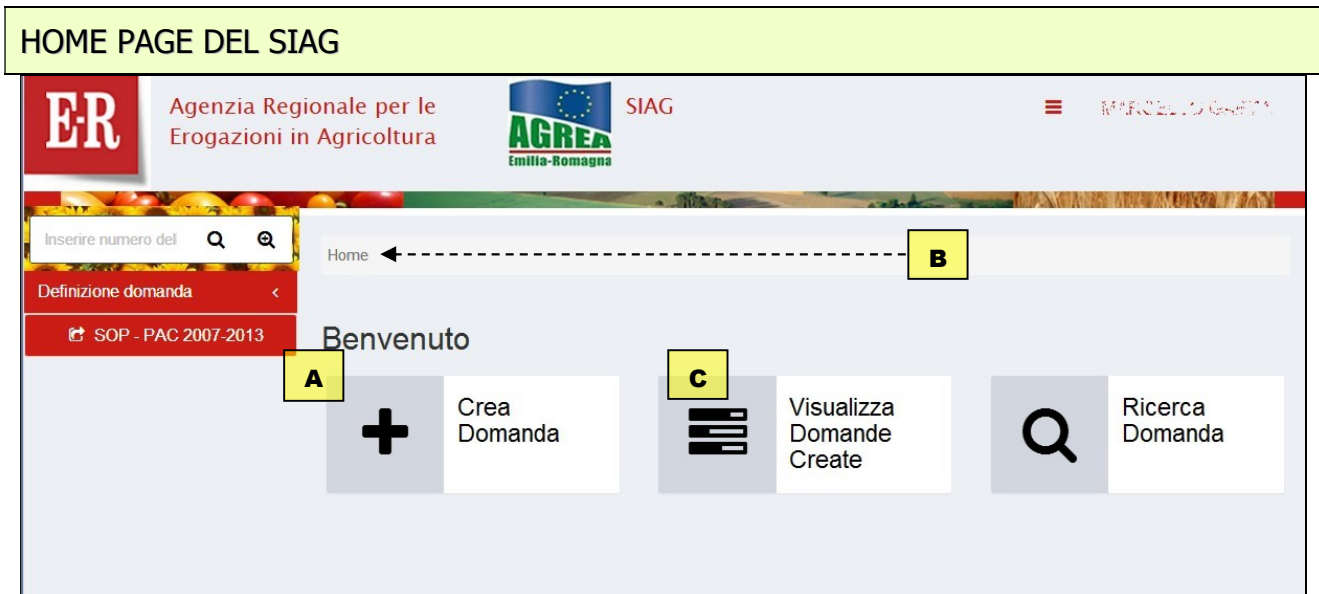 HOME PAGE DEL SIAG
E·R
Agenzia Regionale per le
Erogazioni in Agricoltura
AGREA
Emilia-Romagna
SIAG
Inserire numero del
Home
B
Definizione domanda <
SOP - PAC 2007-2013
Benvenuto
A
Crea
Domanda
C
Visualizza
Domande
Create
Ricerca
Domanda